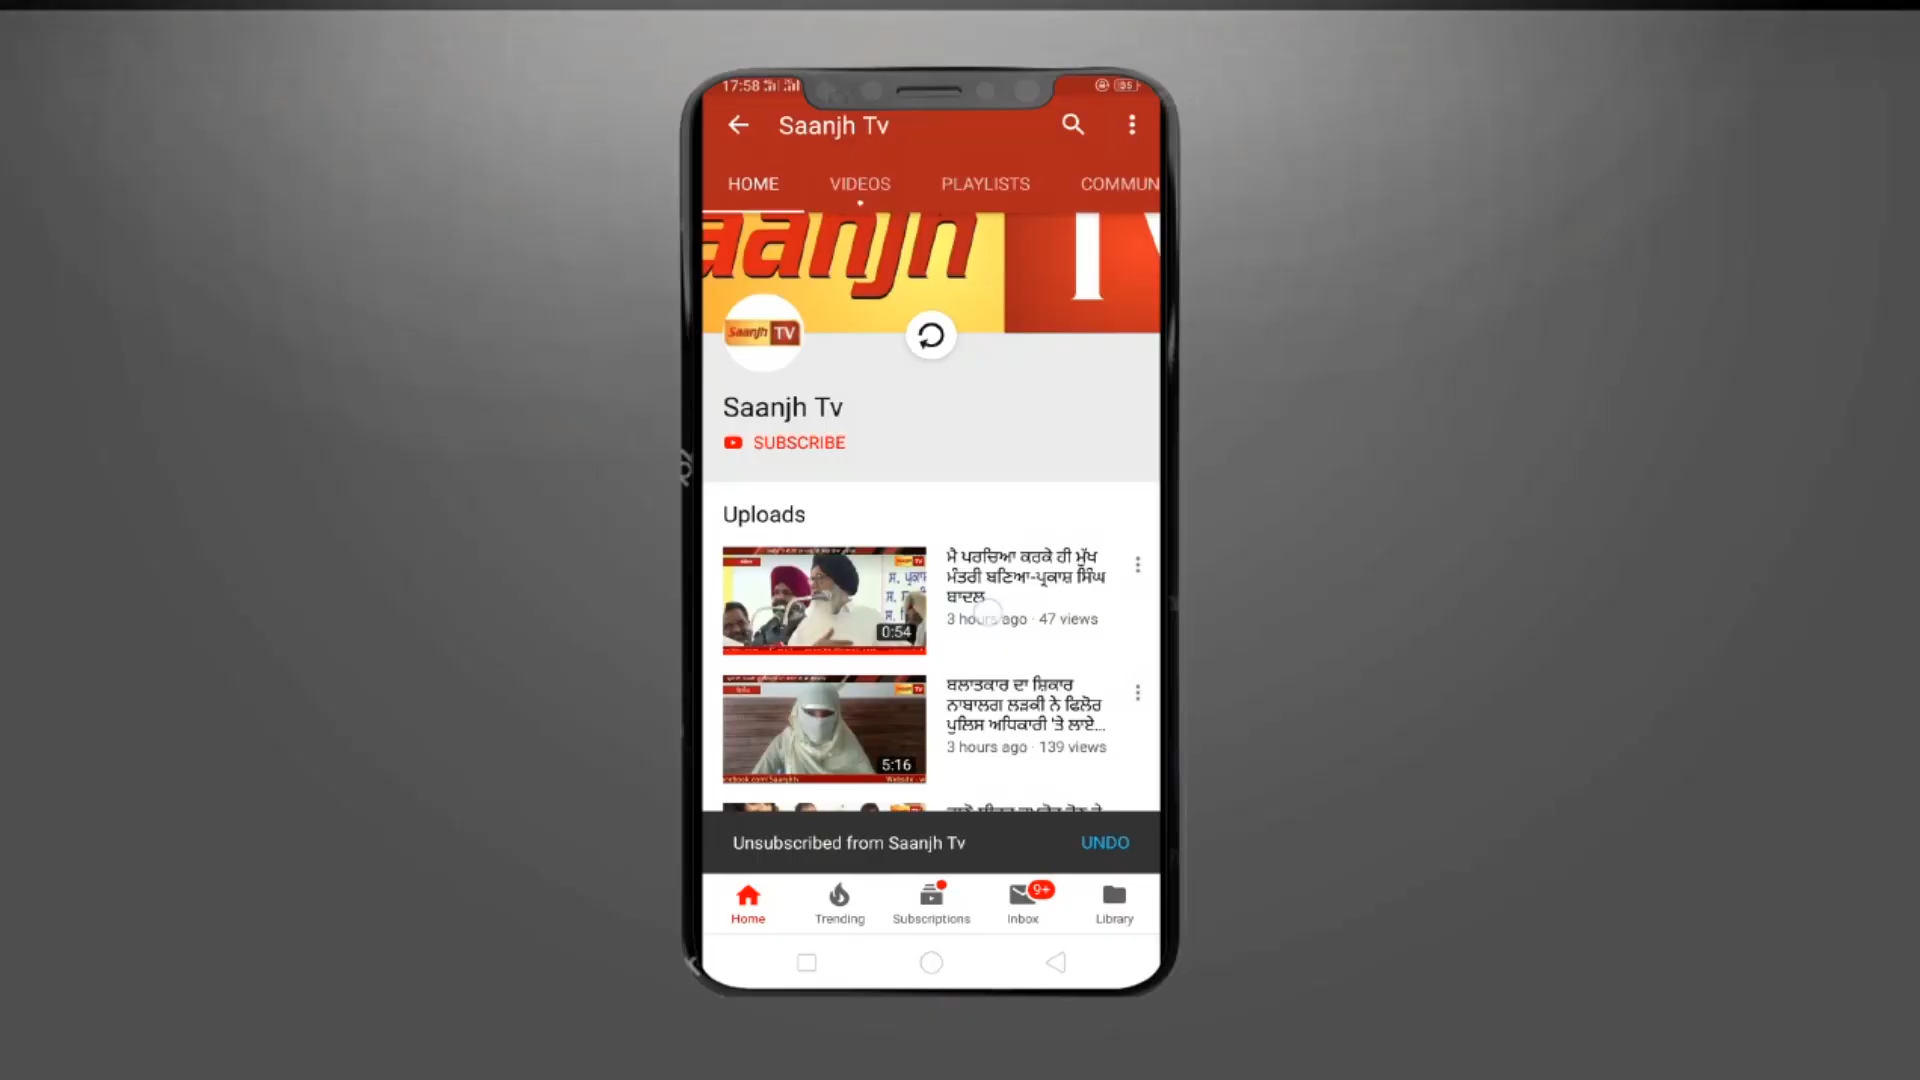 17:58
Saanjh Tv
HOME VIDEOS PLAYLISTS COMMUN
aanjh TV
Saanjh TV
Saanjh Tv
SUBSCRIBE
Uploads
ਮੈ ਪਰਚਿਆ ਕਰਕੇ ਹੀ ਮੁੱਖ
ਮੰਤਰੀ ਬਣਿਆ-ਪ੍ਰਕਾਸ਼ ਸਿੰਘ
ਬਾਦਲ
3 hours ago · 47 views
0:54
ਬਲਾਤਕਾਰ ਦਾ ਸ਼ਿਕਾਰ
ਨਾਬਾਲਗ ਲੜਕੀ ਨੇ ਫਿਲੋਰ
ਪੁਲਿਸ ਅਧਿਕਾਰੀ 'ਤੇ ਲਾਏ...
3 hours ago · 139 views
5:16
Unsubscribed from Saanjh Tv UNDO
9+
Home Trending Subscriptions Inbox Library